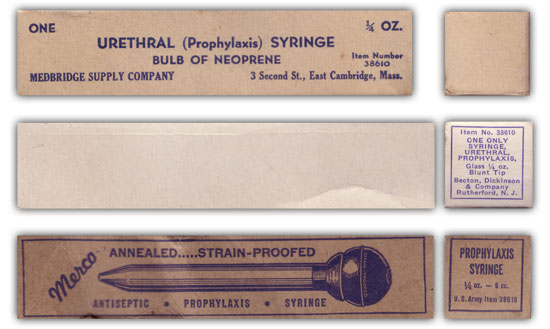 ONE ¼ OZ.
URETHRAL (Prophylaxis) SYRINGE
BULB OF NEOPRENE
Item Number
38610
MEDBRIDGE SUPPLY COMPANY 3 Second St., East Cambridge, Mass.
Item No. 38610
ONE ONLY
SYRINGE,
URETHRAL,
PROPHYLAXIS,
Glass ¼ oz.
Blunt Tip
Becton, Dickinson
& Company
Rutherford, N. J.
Merco
ANNEALED.....STRAIN-PROOFED
ANTISEPTIC • PROPHYLAXIS • SYRINGE
PROPHYLAXIS
SYRINGE
¼ oz. - 6 cc.
U.S. Army Item 38610